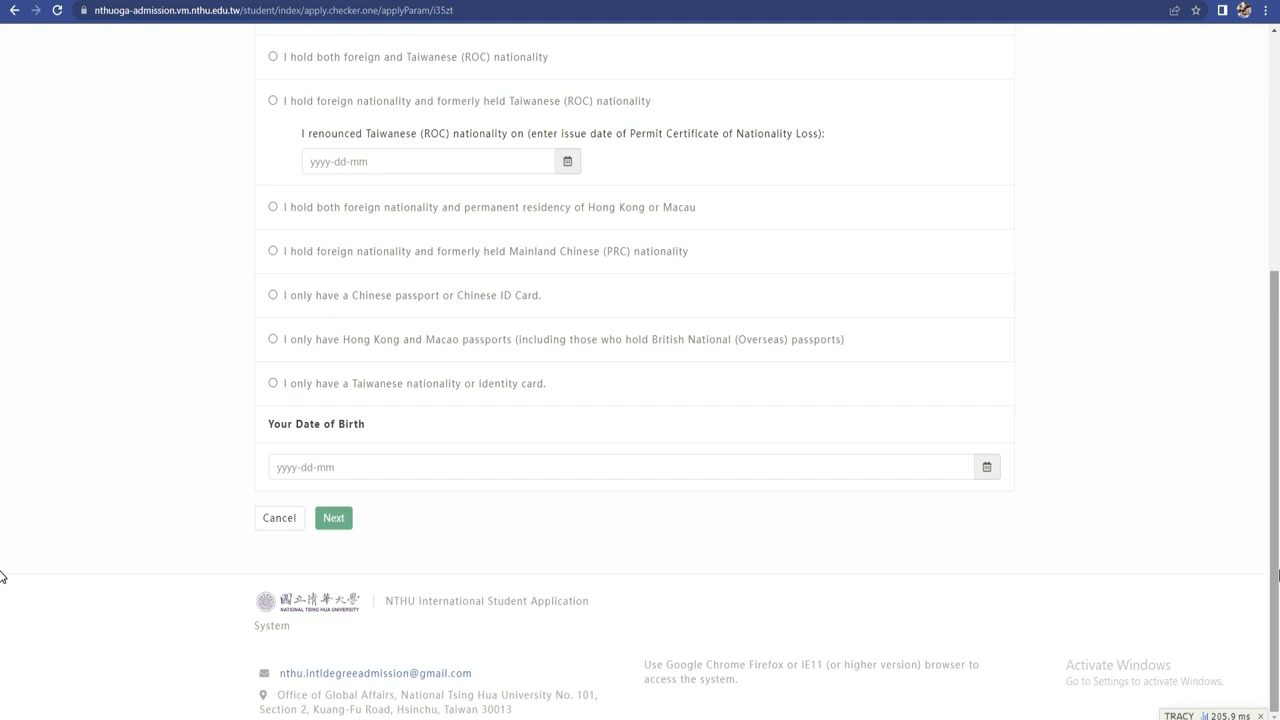 nthuoga-admission.vm.nthu.edu.tw/student/index/apply.checker.one/applyParam/i35zt
I hold both foreign and Taiwanese (ROC) nationality
I hold foreign nationality and formerly held Taiwanese (ROC) nationality
I renounced Taiwanese (ROC) nationality on (enter issue date of Permit Certificate of Nationality Loss):
yyyy-dd-mm
I hold both foreign nationality and permanent residency of Hong Kong or Macau
I hold foreign nationality and formerly held Mainland Chinese (PRC) nationality
I only have a Chinese passport or Chinese ID Card.
I only have Hong Kong and Macao passports (including those who hold British National (Overseas) passports)
I only have a Taiwanese nationality or identity card.
Your Date of Birth
yyyy-dd-mm
Cancel Next
國立清華大學
NATIONAL TSING HUA UNIVERSITY
NTHU International Student Application
System
nthu.intldegreeadmission@gmail.com
Office of Global Affairs, National Tsing Hua University No. 101,
Section 2, Kuang-Fu Road, Hsinchu, Taiwan 30013
Use Google Chrome Firefox or IE11 (or higher version) browser to
access the system.
Activate Windows
Go to Settings to activate Windows.
TRACY 205.9 ms ×